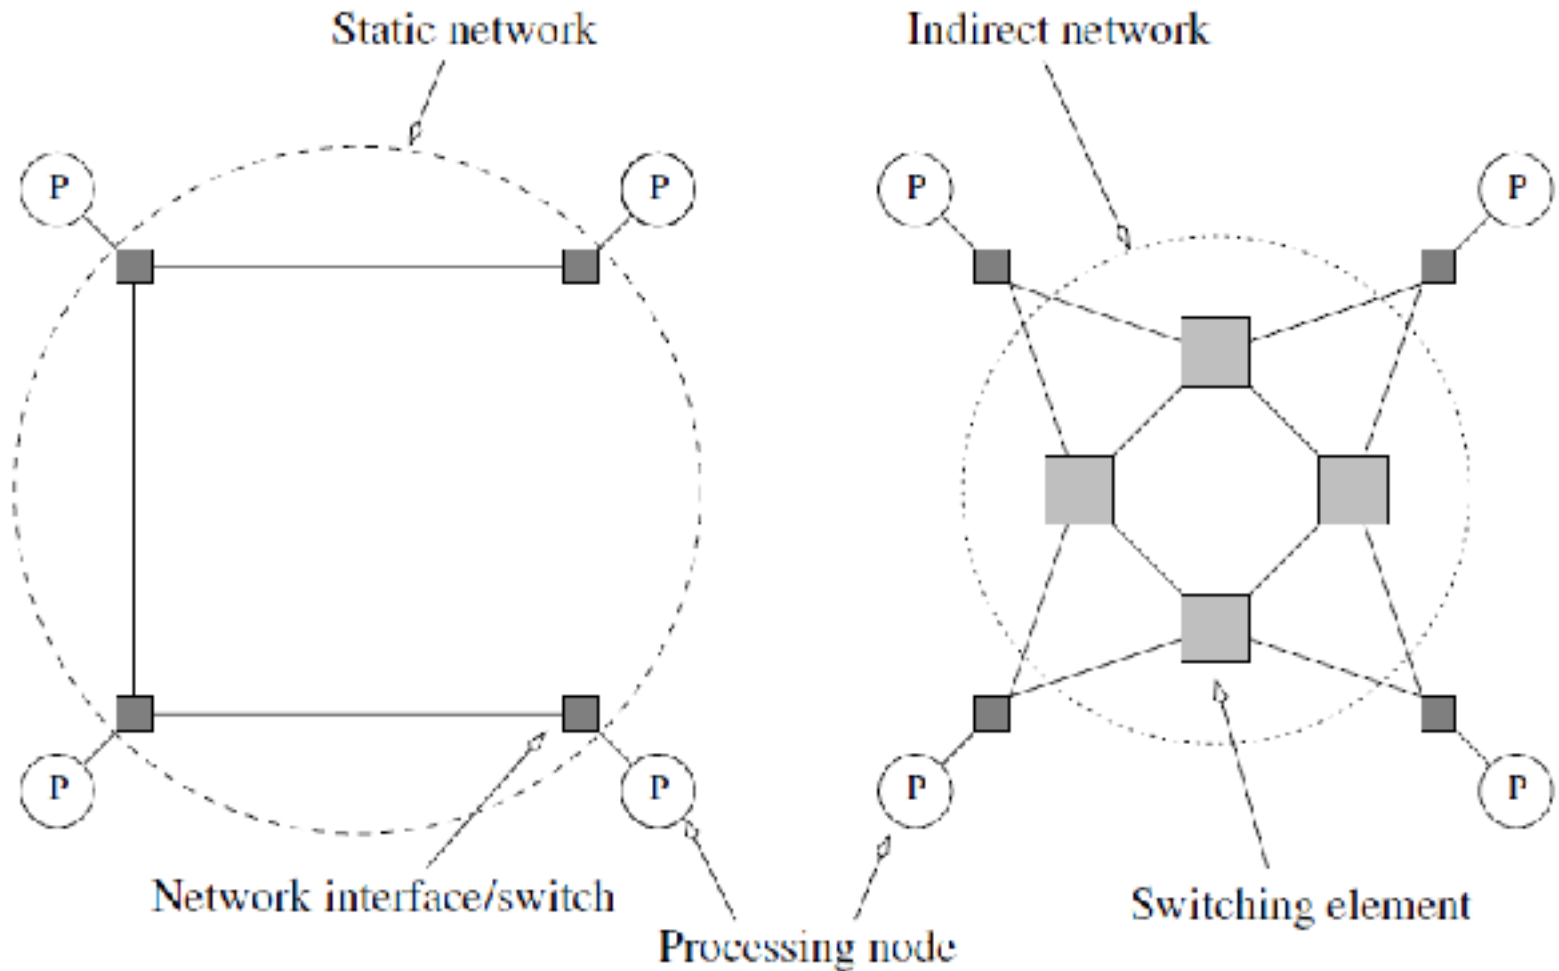 Static network
Indirect network
P
P
P
P
P
P
P
P
Network interface/switch
Switching element
Processing node